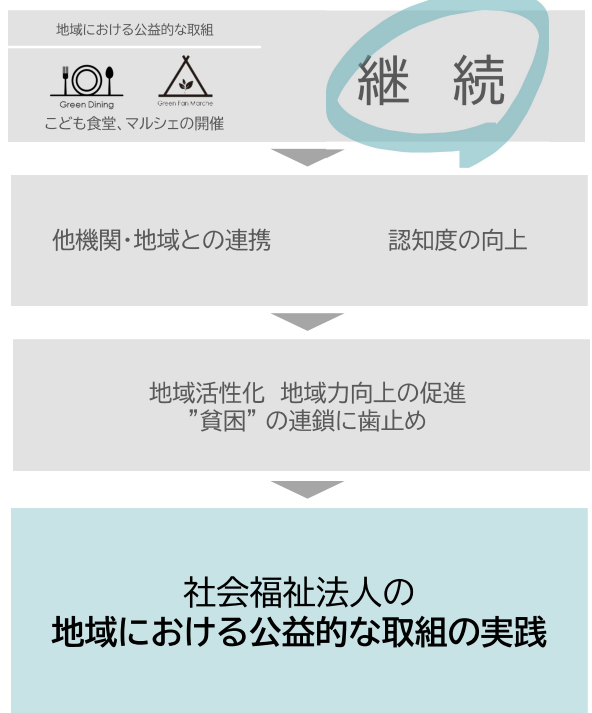 地域における公益的な取組
継 続
Green Dining
Green Fan Marche
こども食堂、マルシェの開催
他機関・地域との連携
認知度の向上
地域活性化 地域力向上の促進
”貧困” の連鎖に歯止め
社会福祉法人の
地域における公益的な取組の実践